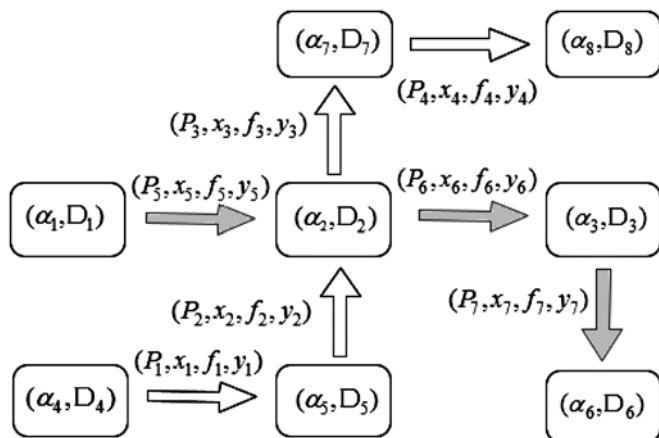 (α₇,D₇)
(α₈,D₈)
(P₄,x₄,f₄,y₄)
(P₃,x₃,f₃,y₃)
(P₅,x₅,f₅,y₅)
(P₆,x₆,f₆,y₆)
(α₁,D₁)
(α₂,D₂)
(α₃,D₃)
(P₂,x₂,f₂,y₂)
(P₇,x₇,f₇,y₇)
(P₁,x₁,f₁,y₁)
(α₄,D₄)
(α₅,D₅)
(α₆,D₆)